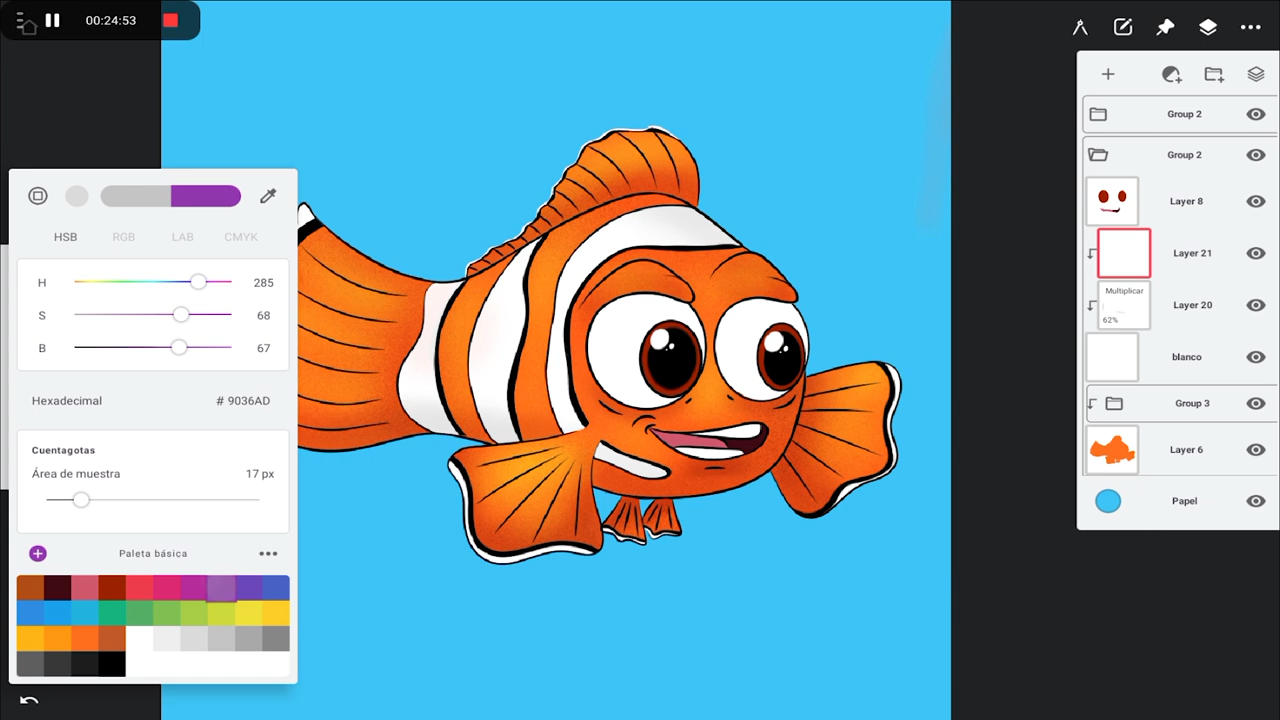 00:24:53
HSB RGB LAB CMYK
H 285
S 68
B 67
Hexadecimal # 9036AD
Cuentagotas
Área de muestra 17 px
Paleta básica
Group 2
Group 2
Layer 8
Layer 21
Multiplicar
62%
Layer 20
blanco
Group 3
Layer 6
Papel